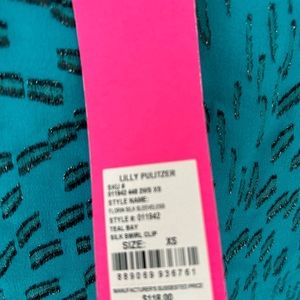 LILLY PULITZER
SKU #
011942 448 2WS XS
STYLE NAME:
FLORIN SILK SLEEVELESS
STYLE #: 011942
TEAL BAY
SILK SWIRL CLIP
SIZE: XS
889069 936761
MANUFACTURER'S SUGGESTED PRICE
$118.00